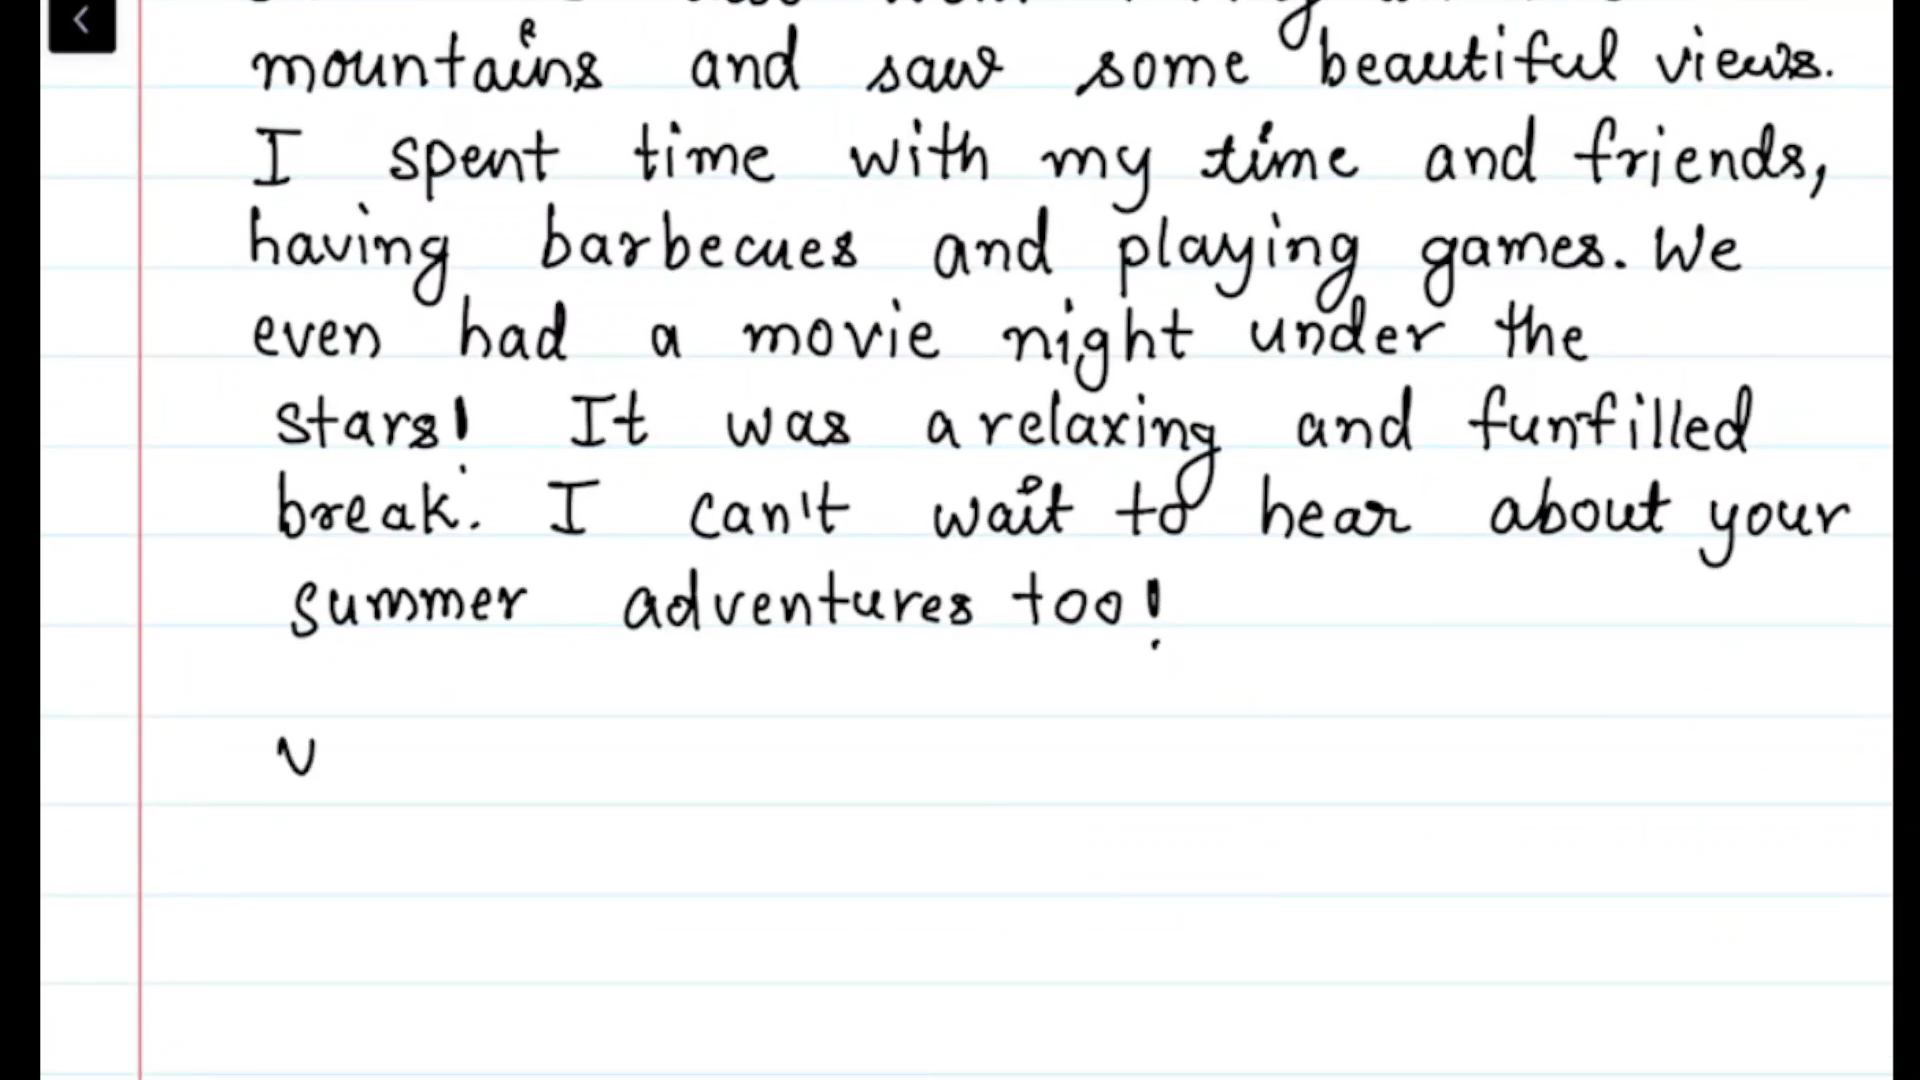 mountains and saw some beautiful views.
I spent time with my time and friends,
having barbecues and playing games. We
even had a movie night under the
stars! It was a relaxing and fun-filled
break. I can't wait to hear about your
summer adventures too!